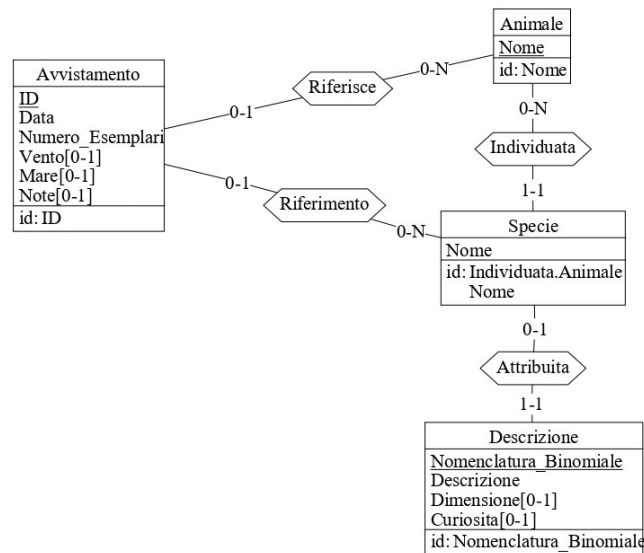 Animale
Nome
id: Nome
0-N
Riferisce
0-1
Avvistamento
ID
Data
Numero_Esemplari
Vento[0-1]
Mare[0-1]
Note[0-1]
id: ID
0-N
Individuata
1-1
0-1
Riferimento
0-N
Specie
Nome
id: Individuata.Animale
Nome
0-1
Attribuita
1-1
Descrizione
Nomenclatura_Binomiale
Descrizione
Dimensione[0-1]
Curiosita[0-1]
id: Nomenclatura_Binomiale